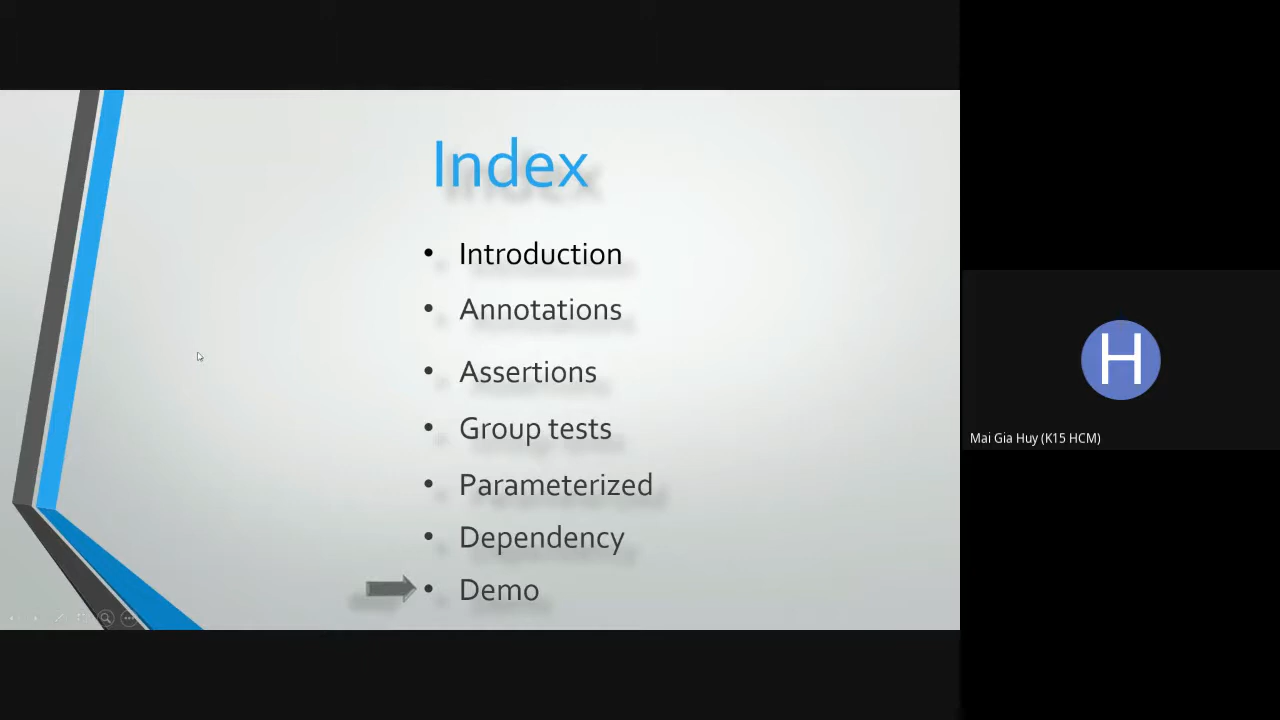 Index
• Introduction
• Annotations
• Assertions
• Group tests
• Parameterized
• Dependency
• Demo
H
Mai Gia Huy (K15 HCM)